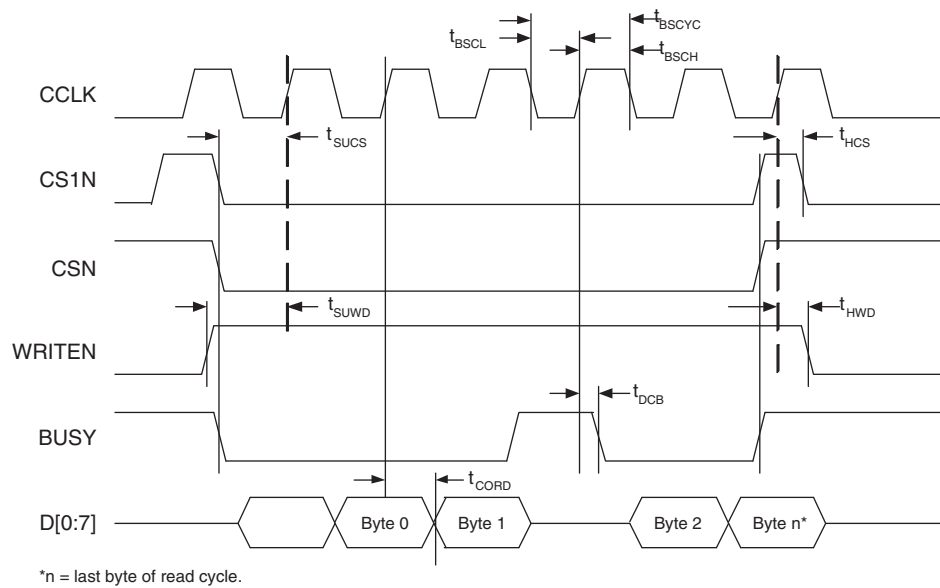 tBSCYC
tBSCL
tBSCH
CCLK
tSUCS
tHCS
CS1N
CSN
tSUWD
tHWD
WRITEN
tDCB
BUSY
tCORD
D[0:7]
Byte 0
Byte 1
Byte 2
Byte n*
*n = last byte of read cycle.